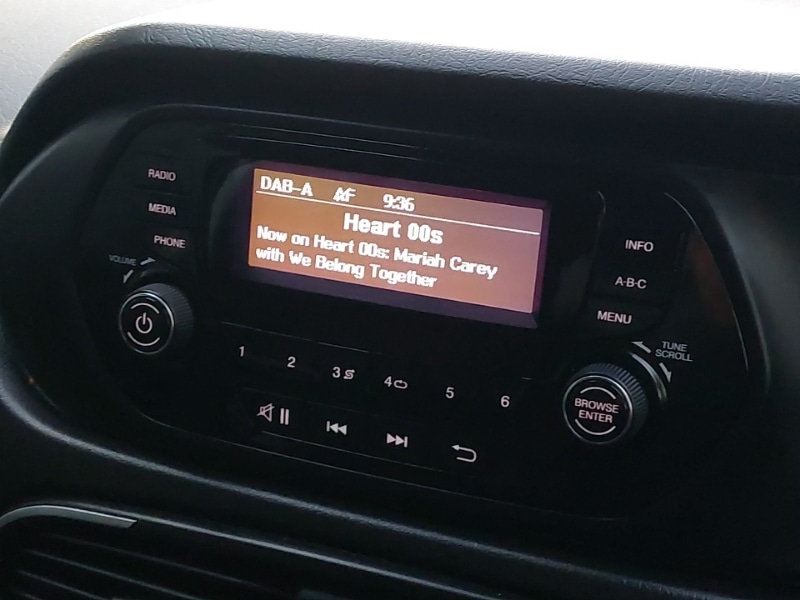 RADIO
MEDIA
PHONE
VOLUME
DAB-A AF 9:36
Heart 00s
Now on Heart 00s: Mariah Carey
with We Belong Together
INFO
A-B-C
MENU
TUNE
SCROLL
BROWSE
ENTER
1 2 3 4 5 6